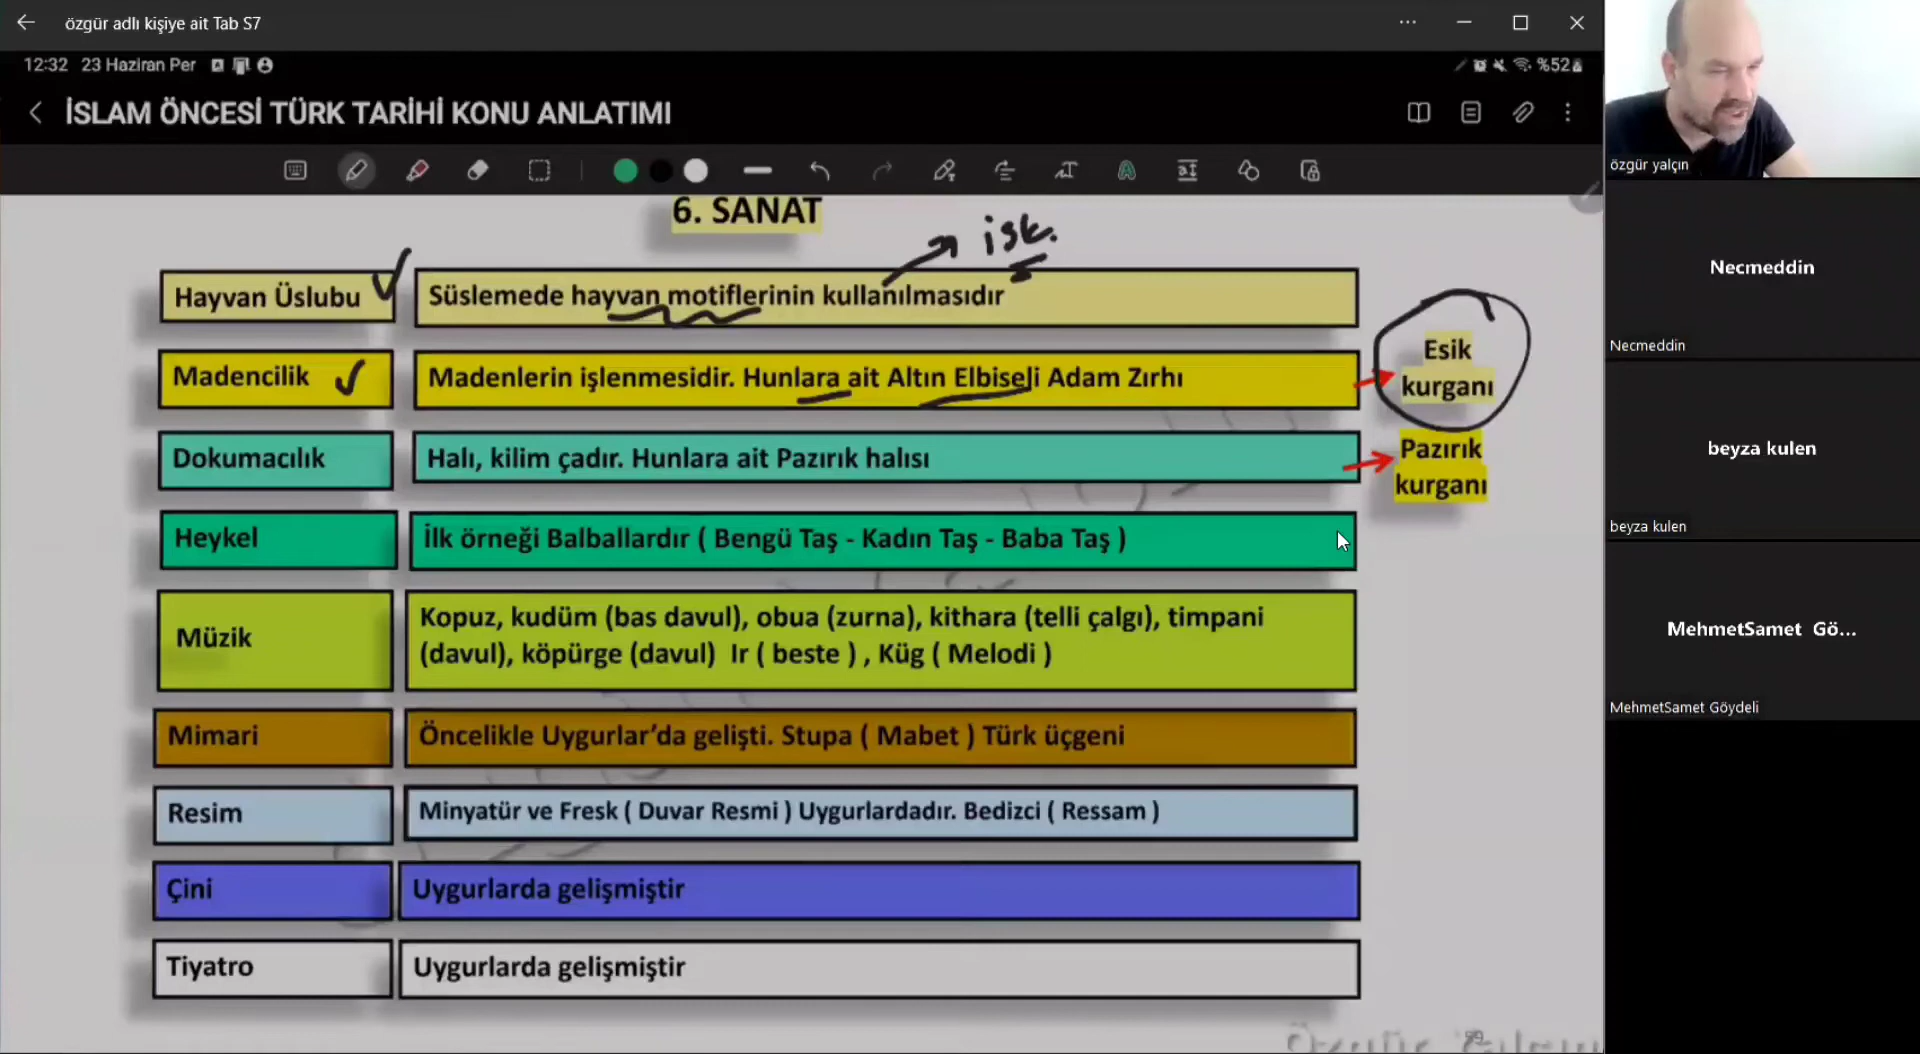 özgür adlı kişiye ait Tab S7
12:32 23 Haziran Per
%52
İSLAM ÖNCESİ TÜRK TARİHİ KONU ANLATIMI
6. SANAT
isk.
Hayvan Üslubu
Süslemede hayvan motiflerinin kullanılmasıdır
Madencilik
Madenlerin işlenmesidir. Hunlara ait Altın Elbiseli Adam Zırhı
Esik
kurganı
Dokumacılık
Halı, kilim çadır. Hunlara ait Pazırık halısı
Pazırık
kurganı
Heykel
İlk örneği Balballardır ( Bengü Taş - Kadın Taş - Baba Taş )
Müzik
Kopuz, kudüm (bas davul), obua (zurna), kithara (telli çalgı), timpani
(davul), köpürge (davul) Ir ( beste ) , Küg ( Melodi )
Mimari
Öncelikle Uygurlar’da gelişti. Stupa ( Mabet ) Türk üçgeni
Resim
Minyatür ve Fresk ( Duvar Resmi ) Uygurlardadır. Bedizci ( Ressam )
Çini
Uygurlarda gelişmiştir
Tiyatro
Uygurlarda gelişmiştir
özgür yalçın
Necmeddin
Necmeddin
beyza kulen
beyza kulen
MehmetSamet Gö...
MehmetSamet Göydeli